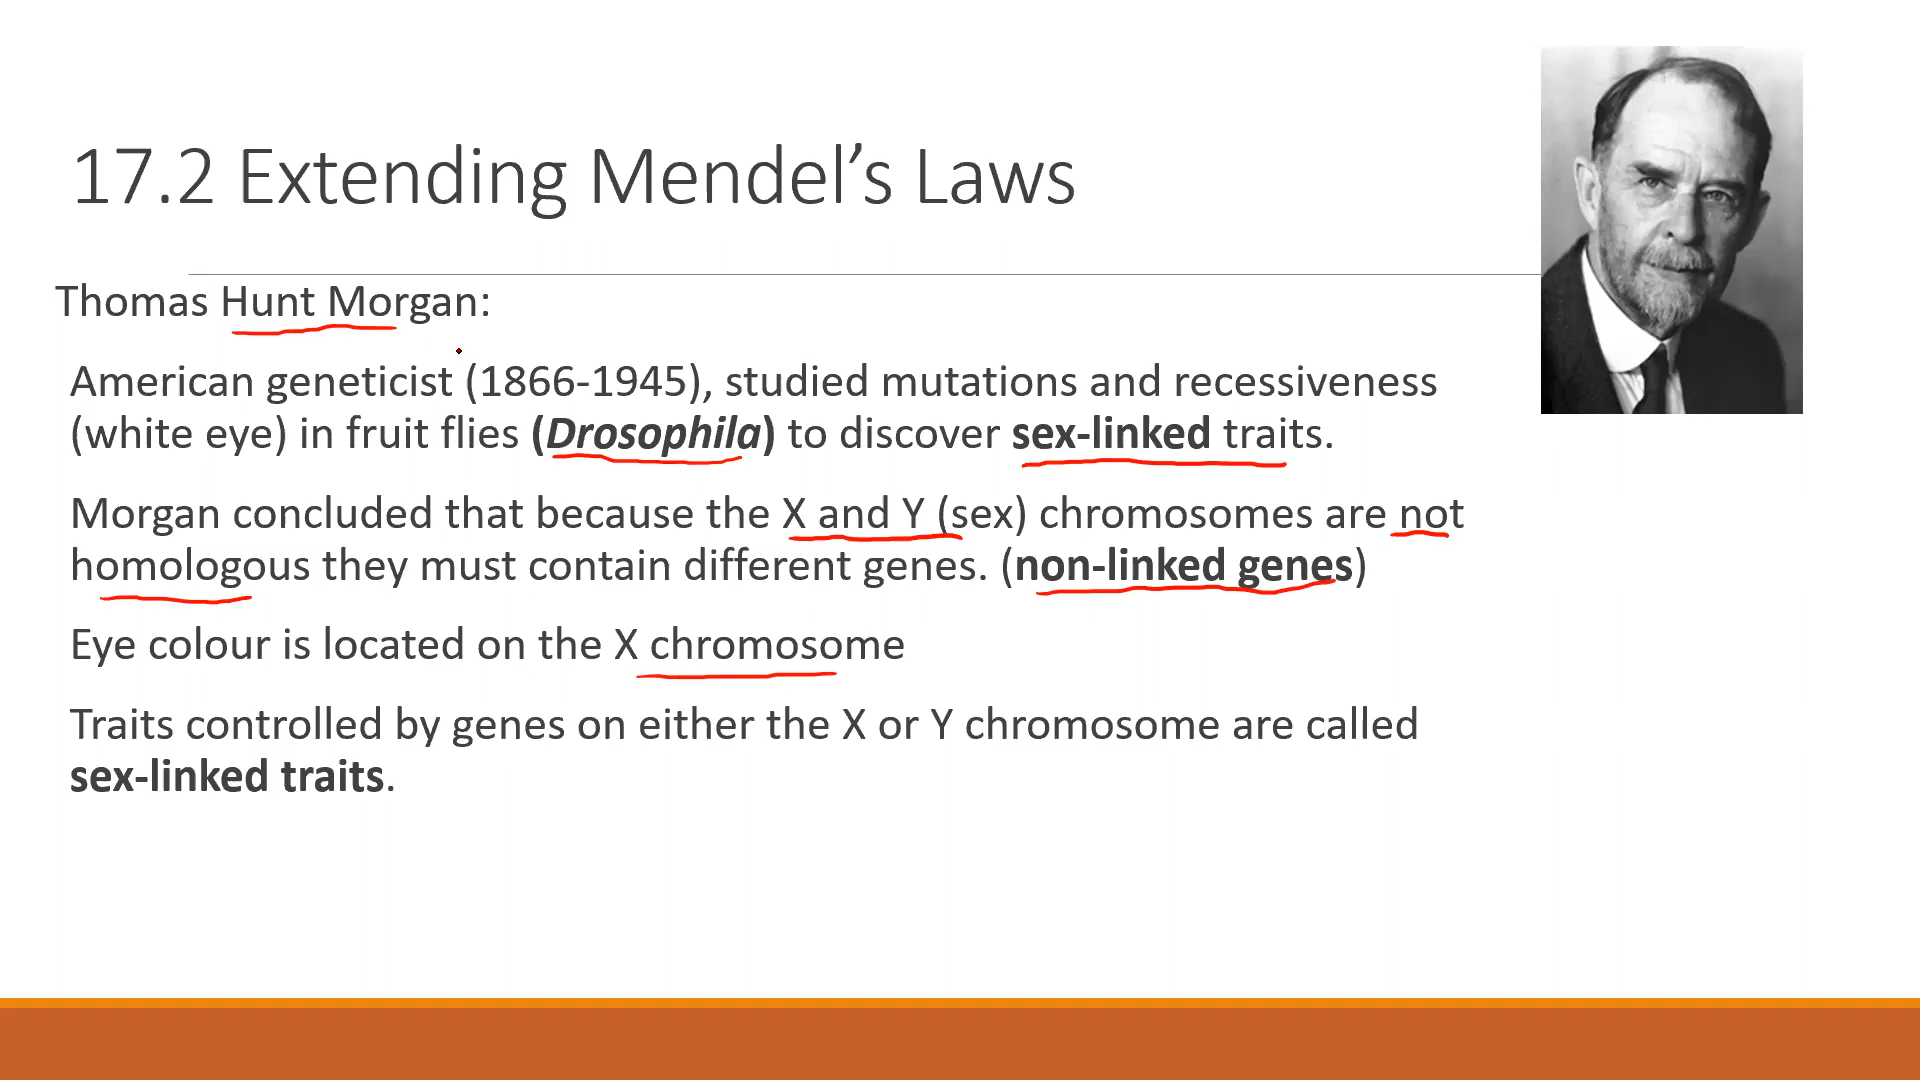 17.2 Extending Mendel’s Laws
Thomas Hunt Morgan:
American geneticist (1866-1945), studied mutations and recessiveness
(white eye) in fruit flies (Drosophila) to discover sex-linked traits.
Morgan concluded that because the X and Y (sex) chromosomes are not
homologous they must contain different genes. (non-linked genes)
Eye colour is located on the X chromosome
Traits controlled by genes on either the X or Y chromosome are called
sex-linked traits.